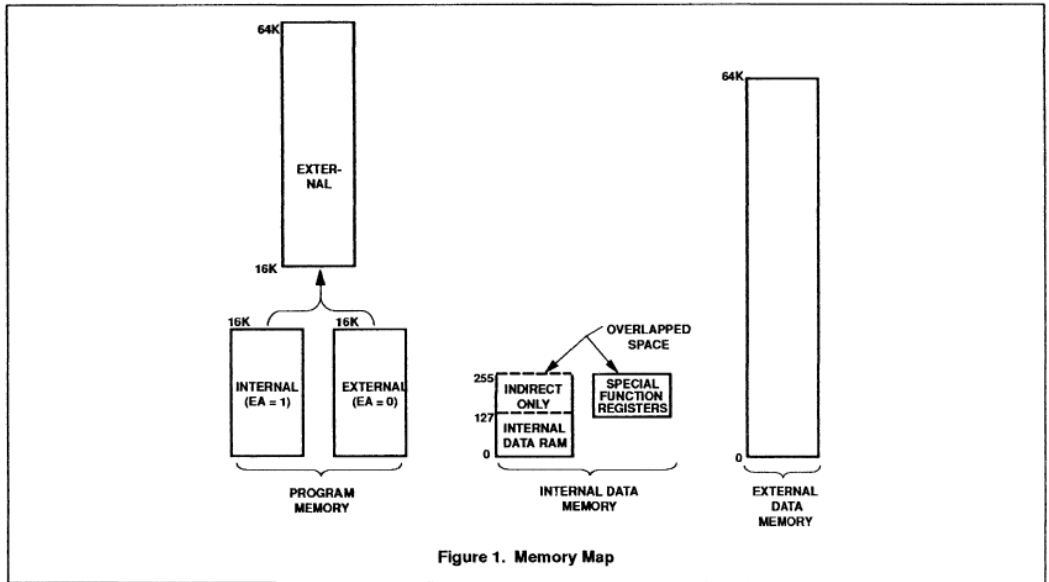 64K
EXTER-
NAL
16K
16K
16K
INTERNAL
(EA = 1)
EXTERNAL
(EA = 0)
PROGRAM
MEMORY
OVERLAPPED
SPACE
255
INDIRECT
ONLY
127
INTERNAL
DATA RAM
0
SPECIAL
FUNCTION
REGISTERS
INTERNAL DATA
MEMORY
64K
0
EXTERNAL
DATA
MEMORY
Figure 1. Memory Map